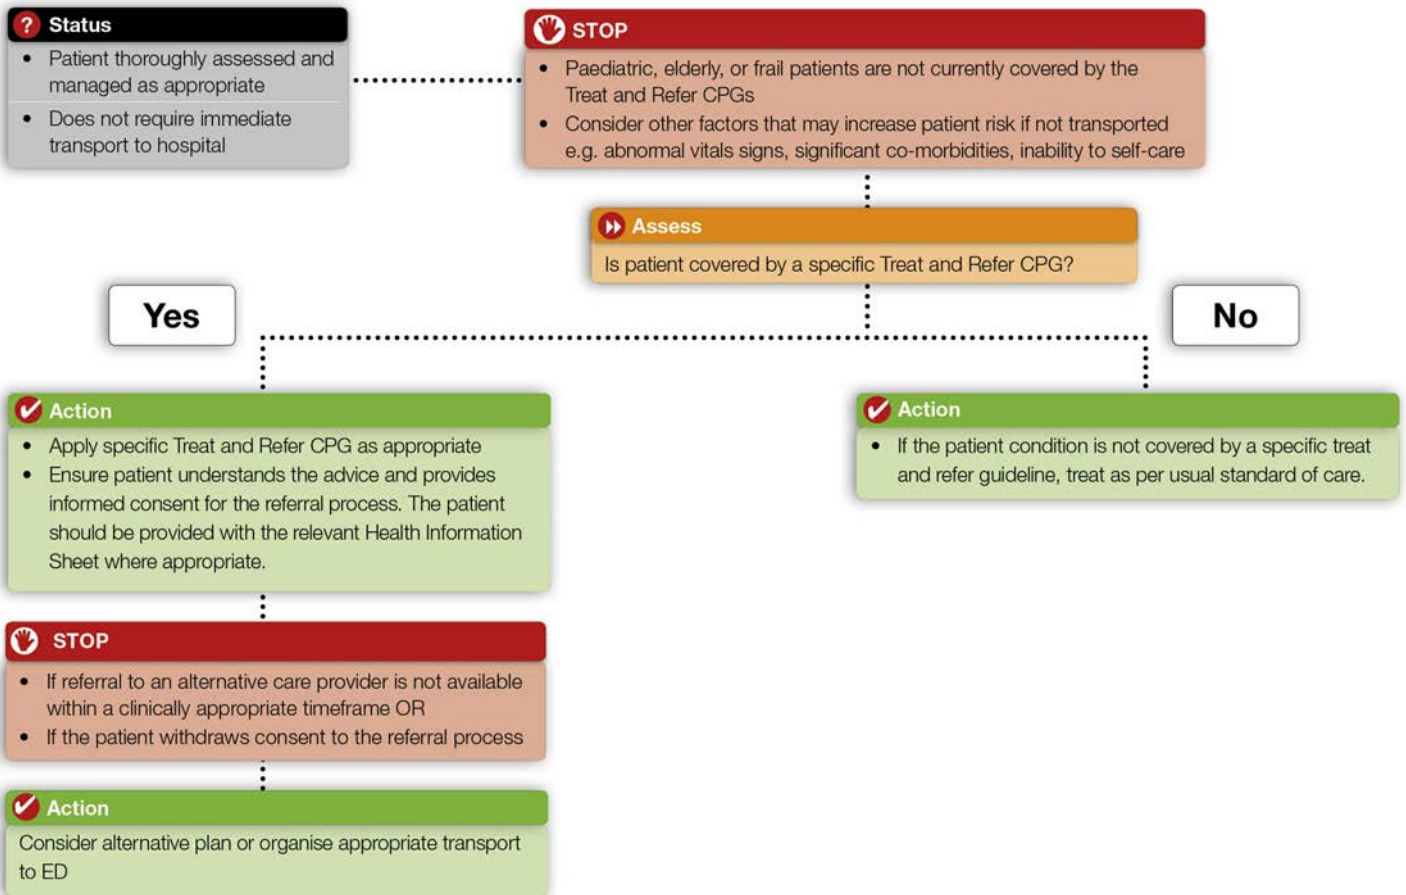 ? Status
• Patient thoroughly assessed and
managed as appropriate
• Does not require immediate
transport to hospital
STOP
• Paediatric, elderly, or frail patients are not currently covered by the
Treat and Refer CPGs
• Consider other factors that may increase patient risk if not transported
e.g. abnormal vitals signs, significant co-morbidities, inability to self-care
Assess
Is patient covered by a specific Treat and Refer CPG?
Yes
No
Action
• Apply specific Treat and Refer CPG as appropriate
• Ensure patient understands the advice and provides
informed consent for the referral process. The patient
should be provided with the relevant Health Information
Sheet where appropriate.
Action
• If the patient condition is not covered by a specific treat
and refer guideline, treat as per usual standard of care.
STOP
• If referral to an alternative care provider is not available
within a clinically appropriate timeframe OR
• If the patient withdraws consent to the referral process
Action
Consider alternative plan or organise appropriate transport
to ED